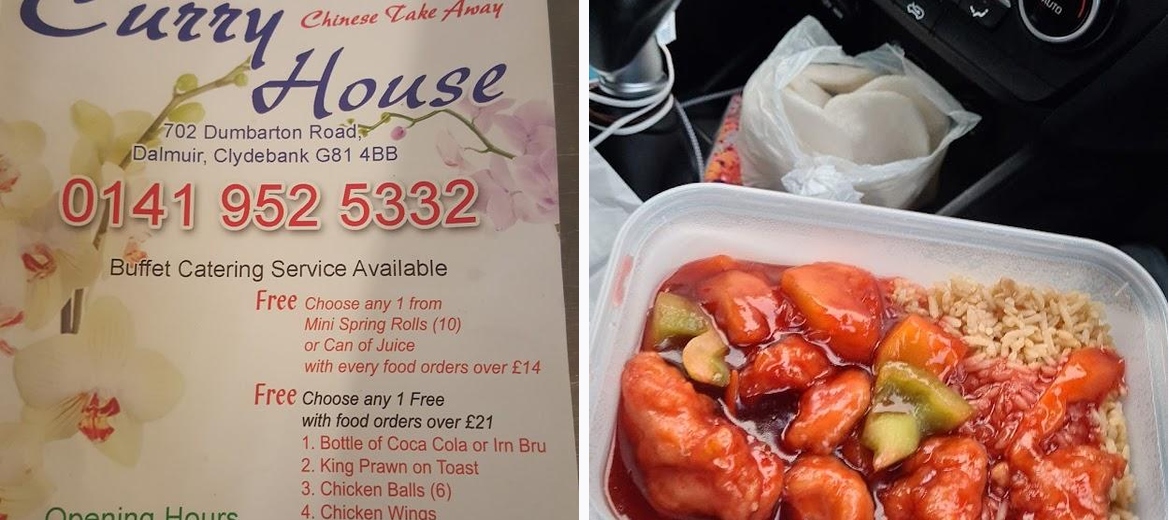 Curry
Chinese Take Away
House
702 Dumbarton Road,
Dalmuir, Clydebank G81 4BB
0141 952 5332
Buffet Catering Service Available
Free Choose any 1 from
Mini Spring Rolls (10)
or Can of Juice
with every food orders over £14
Free Choose any 1 Free
with food orders over £21
1. Bottle of Coca Cola or Irn Bru
2. King Prawn on Toast
3. Chicken Balls (6)
4. Chicken Wings
Opening Hours
AUTO